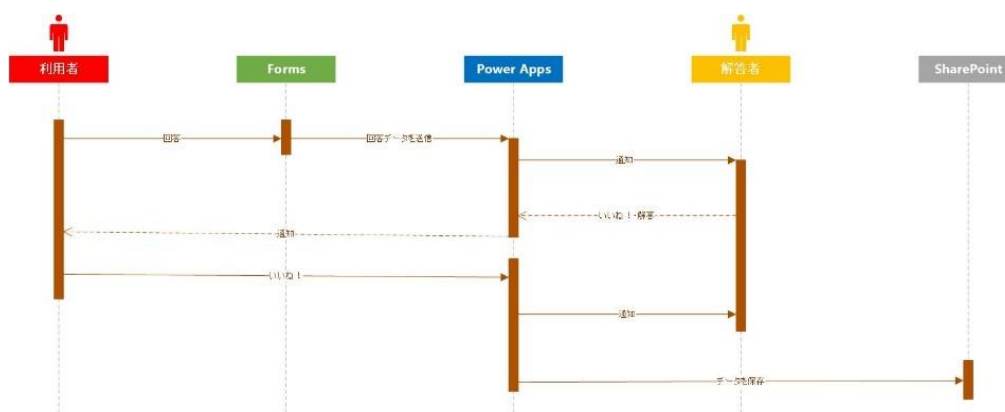 利用者
Forms
Power Apps
解答者
SharePoint
回答
回答データを送信
通知
いいね！・解答
通知
いいね！
通知
データを保存